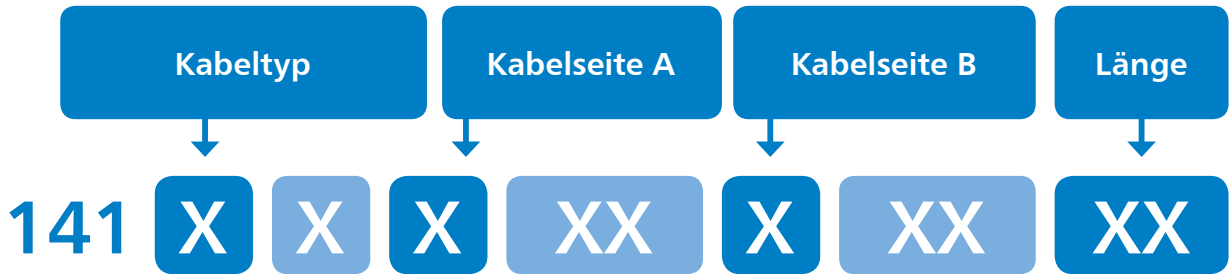 Kabeltyp Kabelseite A Kabelseite B Länge
141 X X X XX X XX XX